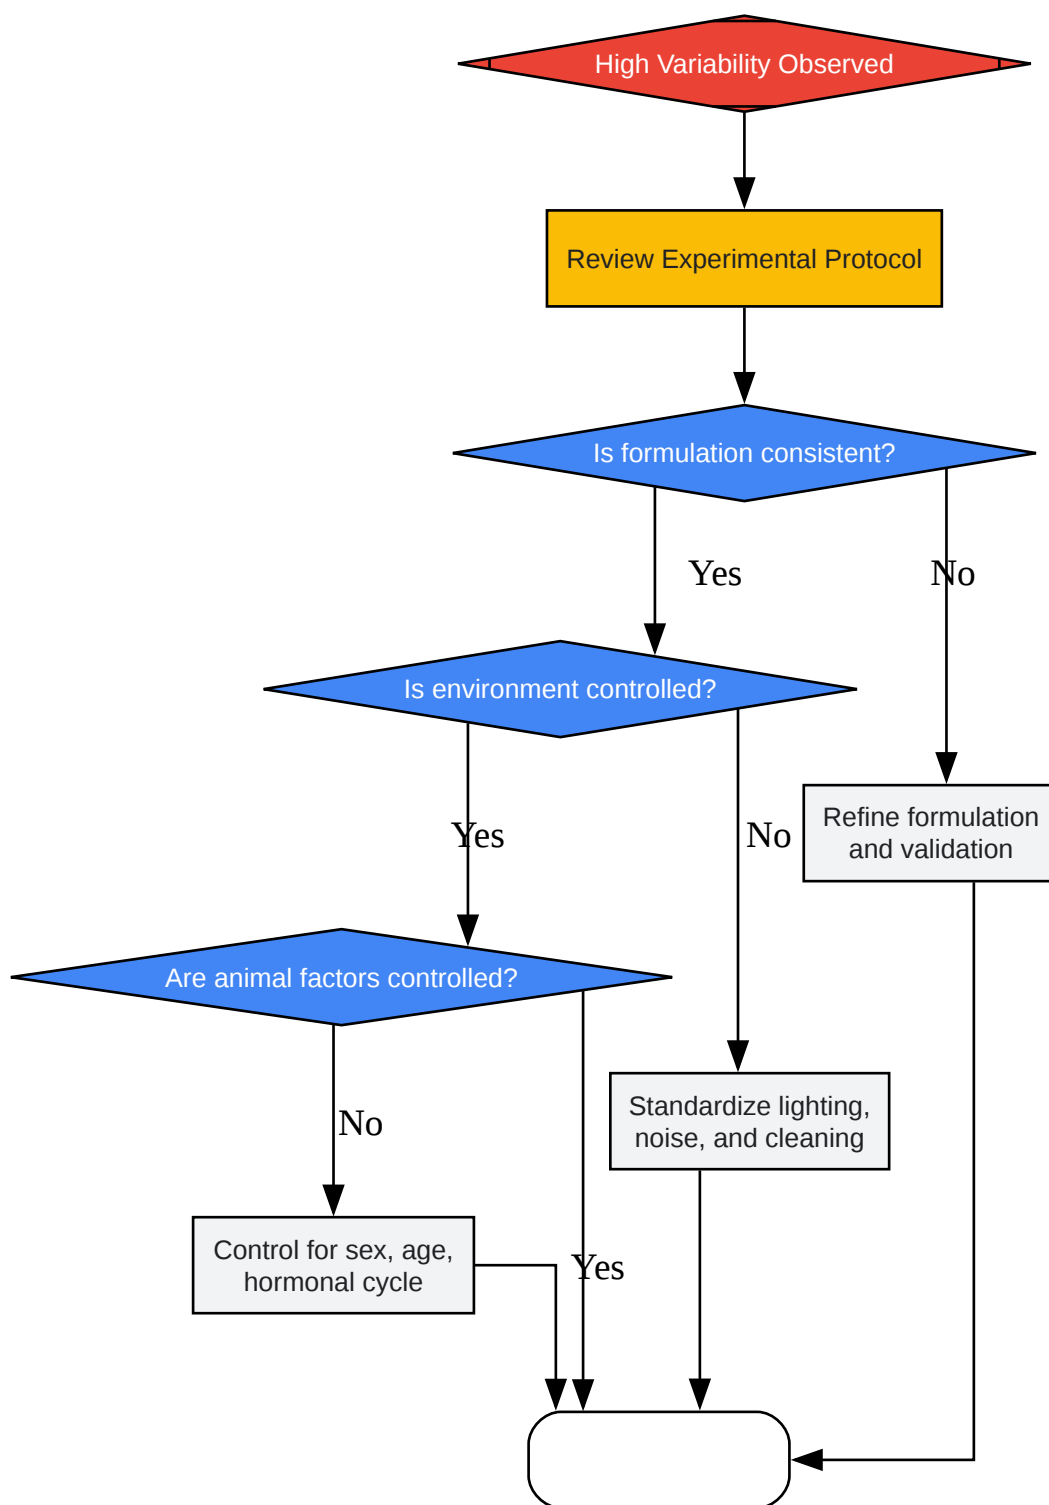 High Variability Observed
Review Experimental Protocol
Is formulation consistent?
Yes
No
Is environment controlled?
Yes
No
Refine formulation
and validation
Are animal factors controlled?
No
Standardize lighting,
noise, and cleaning
Control for sex, age,
hormonal cycle
Yes